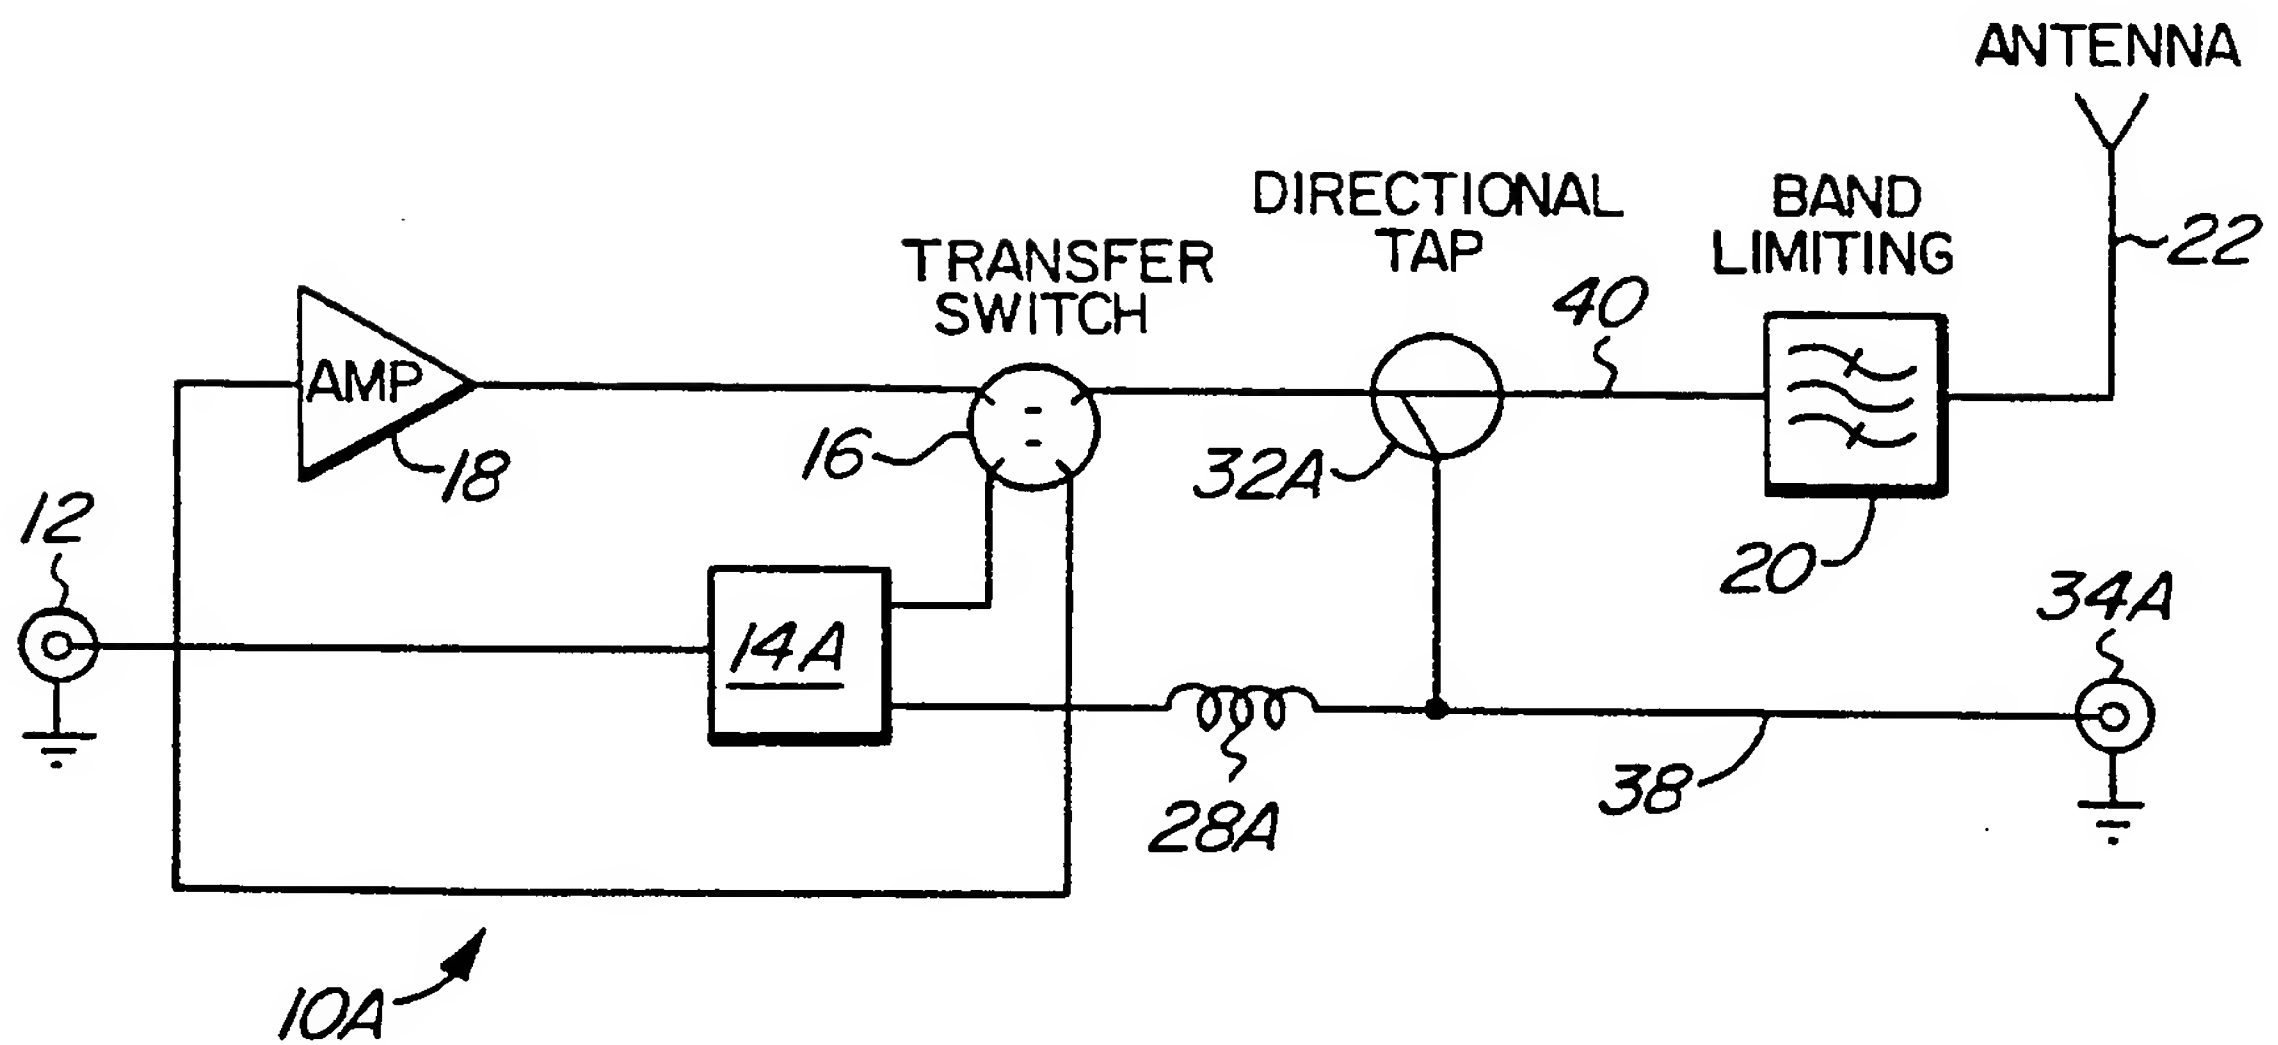 ANTENNA
DIRECTIONAL
TAP
BAND
LIMITING
22
TRANSFER
SWITCH
40
AMP
16
32A
18
12
20
34A
14A
38
28A
10A